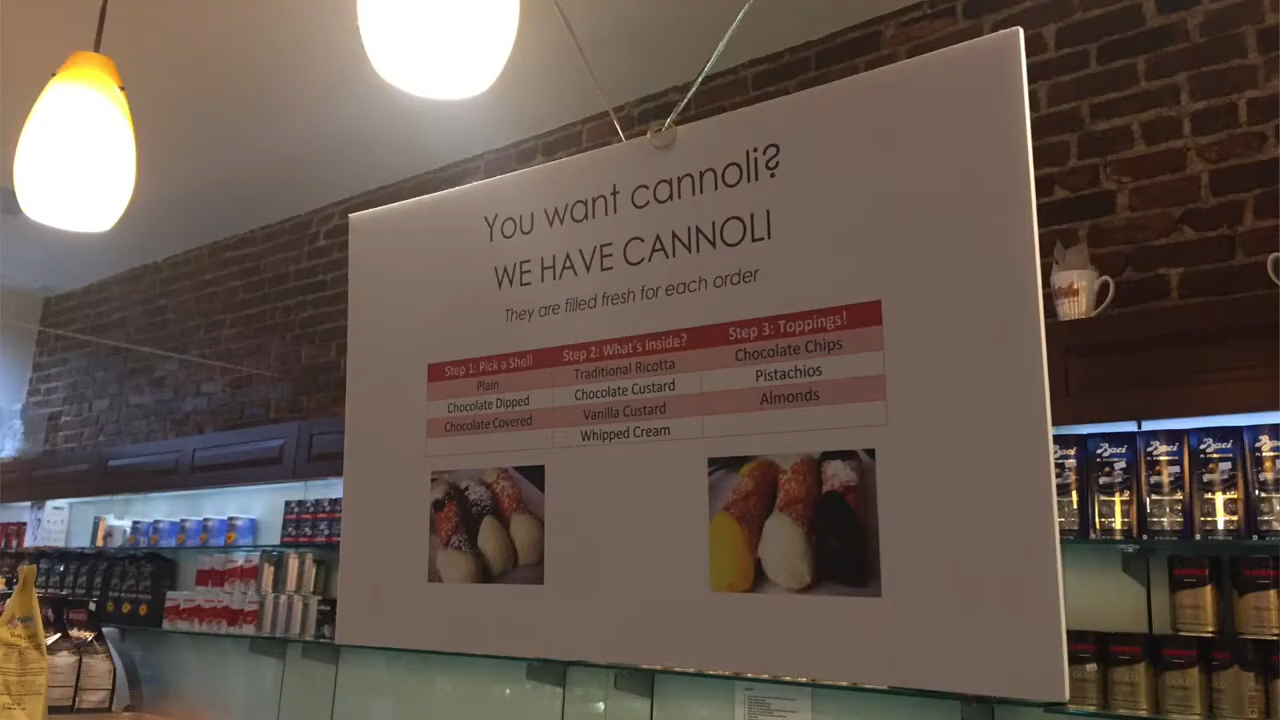 You want cannoli?
WE HAVE CANNOLI
They are filled fresh for each order
Step 1: Pick a Shell
Step 2: What's Inside?
Step 3: Toppings!
Plain
Traditional Ricotta
Chocolate Chips
Chocolate Dipped
Chocolate Custard
Pistachios
Chocolate Covered
Vanilla Custard
Almonds
Whipped Cream
Baci
Baci
Baci
Baci